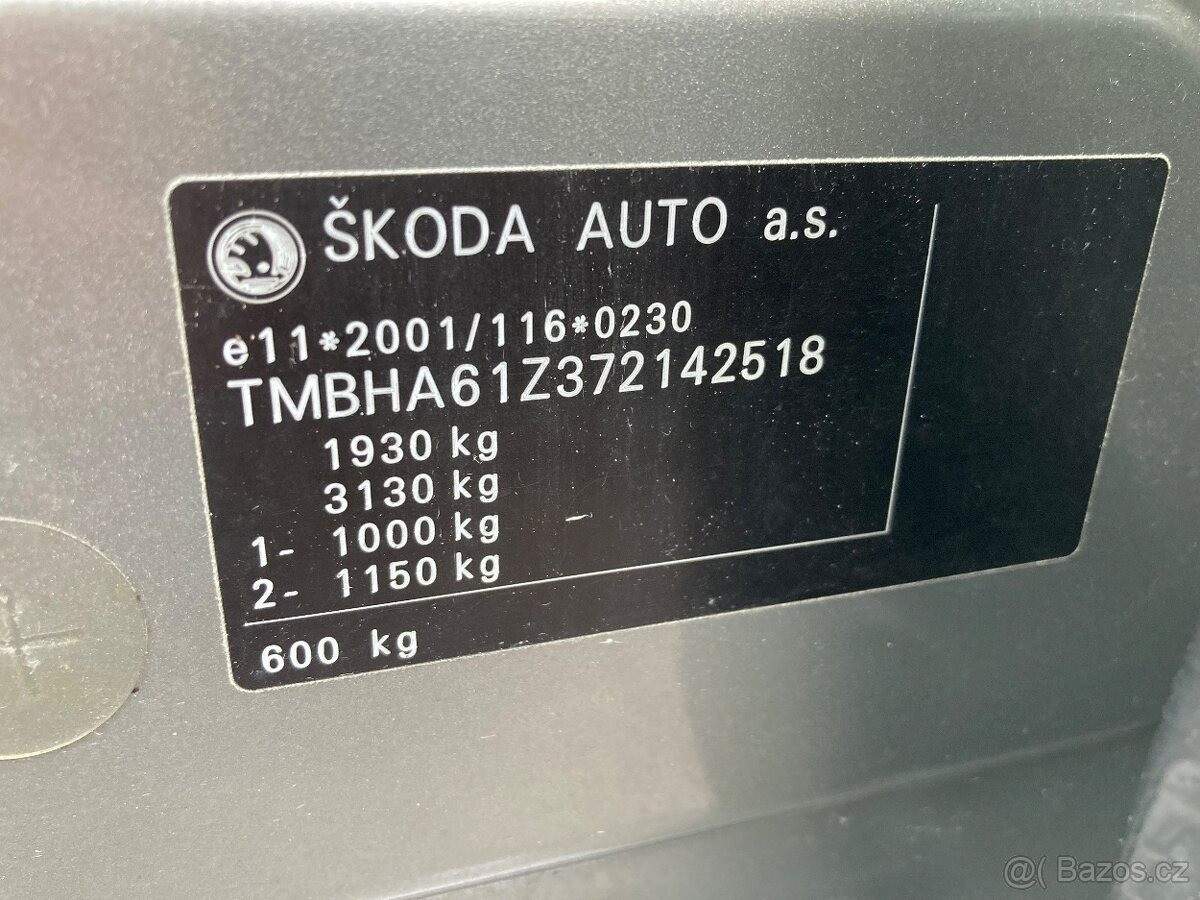 ŠKODA AUTO a.s.
e11*2001/116*0230
TMBHA61Z372142518
1930 kg
3130 kg
1- 1000 kg
2- 1150 kg
600 kg
Bazos.cz